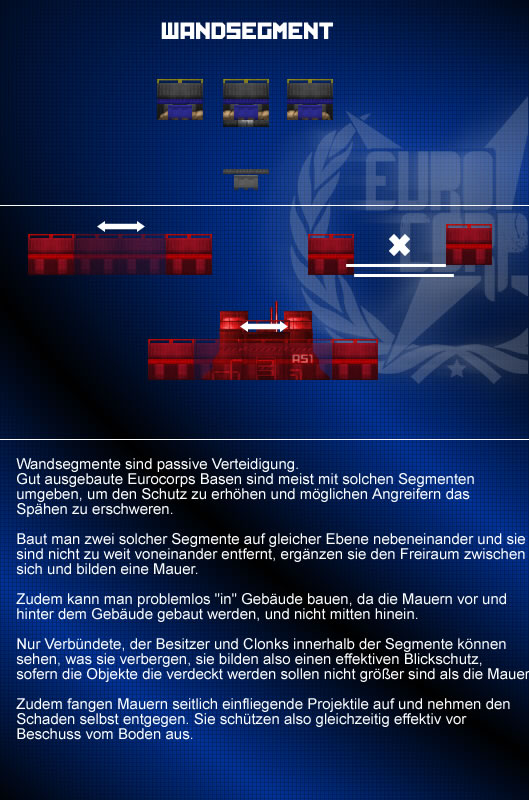 WANDSEGMENT
EURO
CORPS
AS1
Wandsegmente sind passive Verteidigung.
Gut ausgebaute Eurocorps Basen sind meist mit solchen Segmenten
umgeben, um den Schutz zu erhöhen und möglichen Angreifern das
Spähen zu erschweren.
Baut man zwei solcher Segmente auf gleicher Ebene nebeneinander und sie
sind nicht zu weit voneinander entfernt, ergänzen sie den Freiraum zwischen
sich und bilden eine Mauer.
Zudem kann man problemlos "in" Gebäude bauen, da die Mauern vor und
hinter dem Gebäude gebaut werden, und nicht mitten hinein.
Nur Verbündete, der Besitzer und Clonks innerhalb der Segmente können
sehen, was sie verbergen, sie bilden also einen effektiven Blickschutz,
sofern die Objekte die verdeckt werden sollen nicht größer sind als die Mauer
Zudem fangen Mauern seitlich einfliegende Projektile auf und nehmen den
Schaden selbst entgegen. Sie schützen also gleichzeitig effektiv vor
Beschuss vom Boden aus.